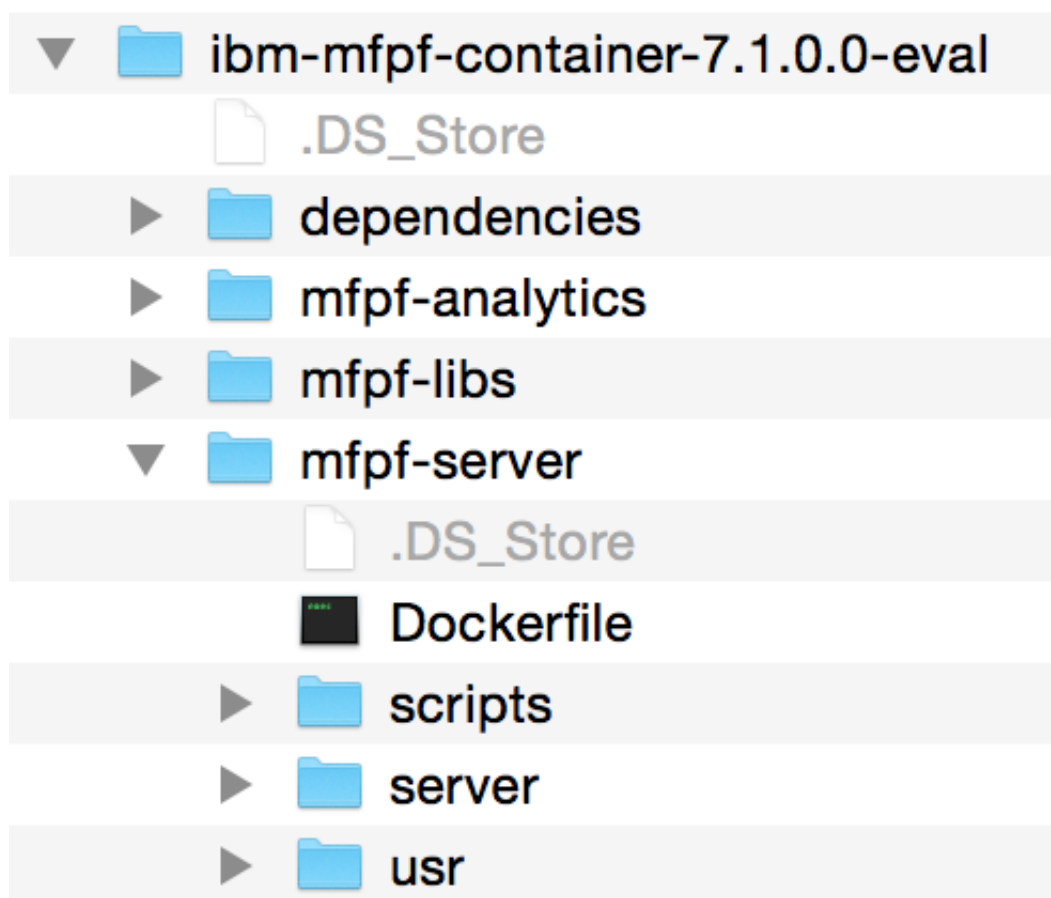 ibm-mfpf-container-7.1.0.0-eval
.DS_Store
dependencies
mfpf-analytics
mfpf-libs
mfpf-server
.DS_Store
Dockerfile
scripts
server
usr